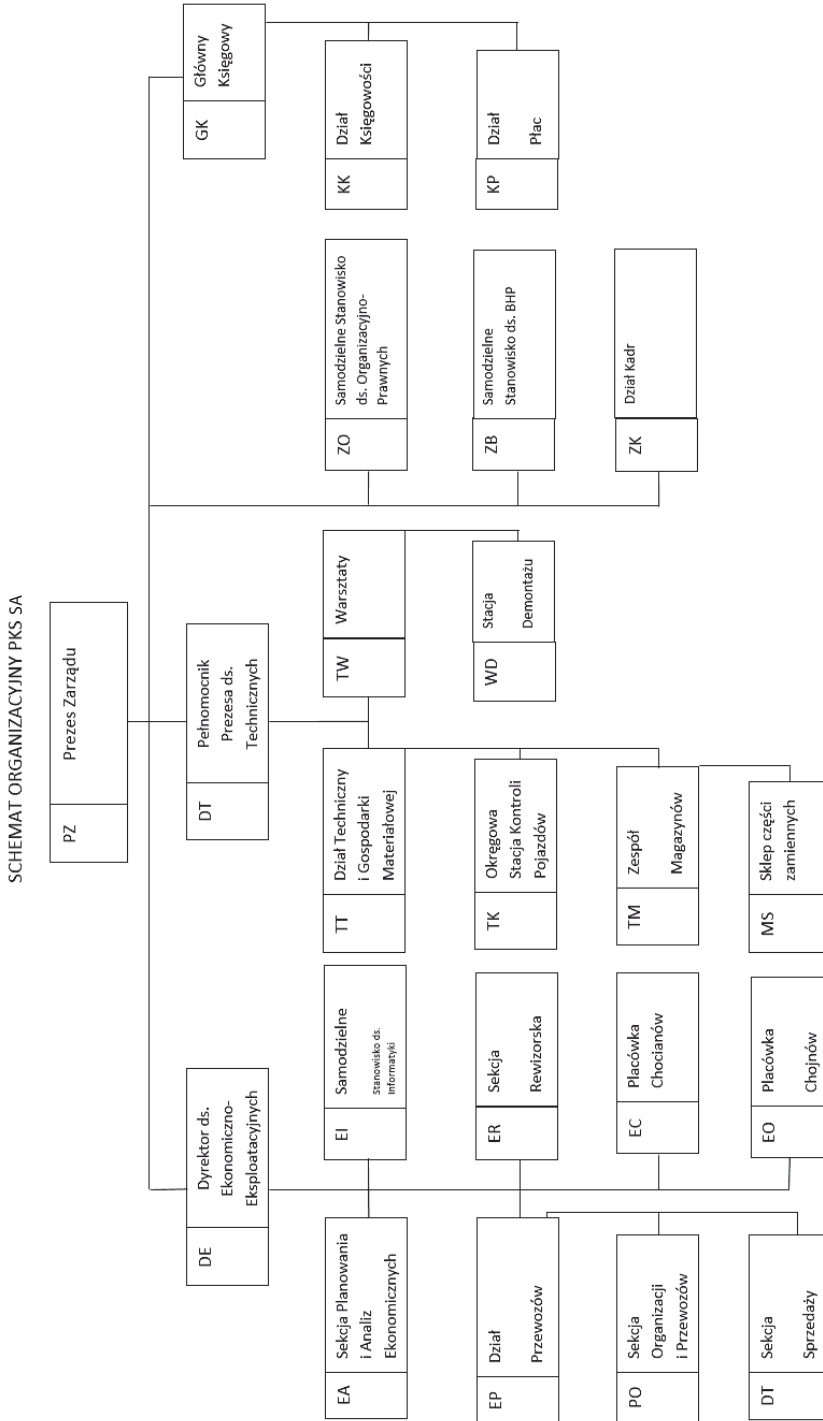 SCHEMAT ORGANIZACYJNY PKS SA
PZ
Prezes Zarządu
DE
Dyrektor ds.
Ekonomiczno-
Eksploatacyjnych
DT
Pełnomocnik
Prezesa ds.
Technicznych
GK
Główny
Księgowy
EA
Sekcja Planowania
i Analiz
Ekonomicznych
EI
Samodzielne
Stanowisko ds.
Informatyki
TT
Dział Techniczny
i Gospodarki
Materiałowej
TW
Warsztaty
ZO
Samodzielne Stanowisko
ds. Organizacyjno-
Prawnych
KK
Dział
Księgowości
EP
Dział
Przewozów
ER
Sekcja
Rewizorska
TK
Okręgowa
Stacja Kontroli
Pojazdów
WD
Stacja
Demontażu
ZB
Samodzielne
Stanowisko ds. BHP
KP
Dział
Płac
PO
Sekcja
Organizacji
i Przewozów
EC
Placówka
Chocianów
TM
Zespół
Magazynów
ZK
Dział Kadr
DT
Sekcja
Sprzedaży
EO
Placówka
Chojnów
MS
Sklep części
zamiennych